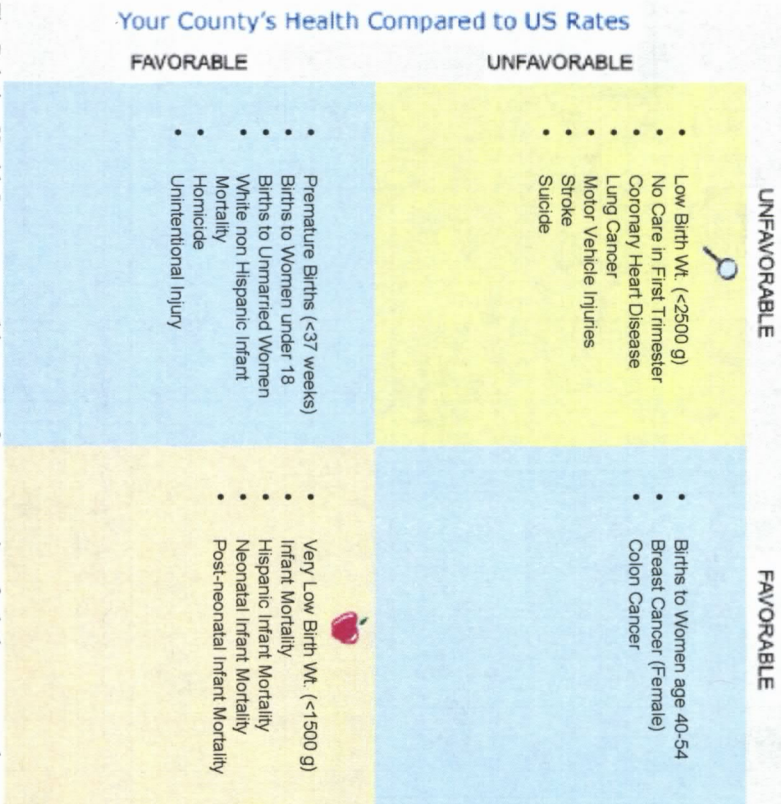 Your County's Health Compared to US Rates
FAVORABLE
UNFAVORABLE
UNFAVORABLE
FAVORABLE
• Low Birth Wt. (<2500 g)
• No Care in First Trimester
• Coronary Heart Disease
• Lung Cancer
• Motor Vehicle Injuries
• Stroke
• Suicide
• Births to Women age 40-54
• Breast Cancer (Female)
• Colon Cancer
• Premature Births (<37 weeks)
• Births to Women under 18
• Births to Unmarried Women
• White non Hispanic Infant
Mortality
• Homicide
• Unintentional Injury
• Very Low Birth Wt. (<1500 g)
• Infant Mortality
• Hispanic Infant Mortality
• Neonatal Infant Mortality
• Post-neonatal Infant Mortality